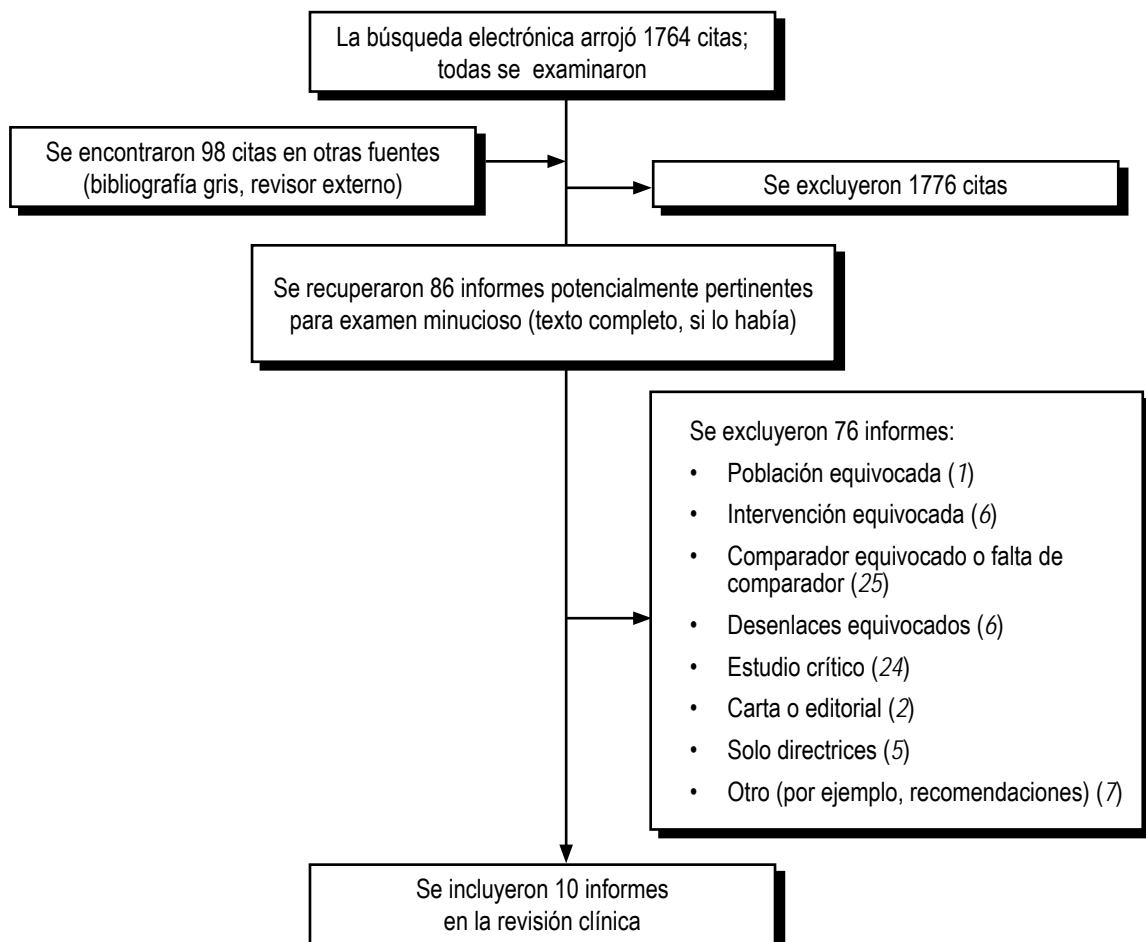 La búsqueda electrónica arrojó 1764 citas;
todas se examinaron
Se encontraron 98 citas en otras fuentes
(bibliografía gris, revisor externo)
Se excluyeron 1776 citas
Se recuperaron 86 informes potencialmente pertinentes
para examen minucioso (texto completo, si lo había)
Se excluyeron 76 informes:
• Población equivocada (1)
• Intervención equivocada (6)
• Comparador equivocado o falta de
comparador (25)
• Desenlaces equivocados (6)
• Estudio crítico (24)
• Carta o editorial (2)
• Solo directrices (5)
• Otro (por ejemplo, recomendaciones) (7)
Se incluyeron 10 informes
en la revisión clínica